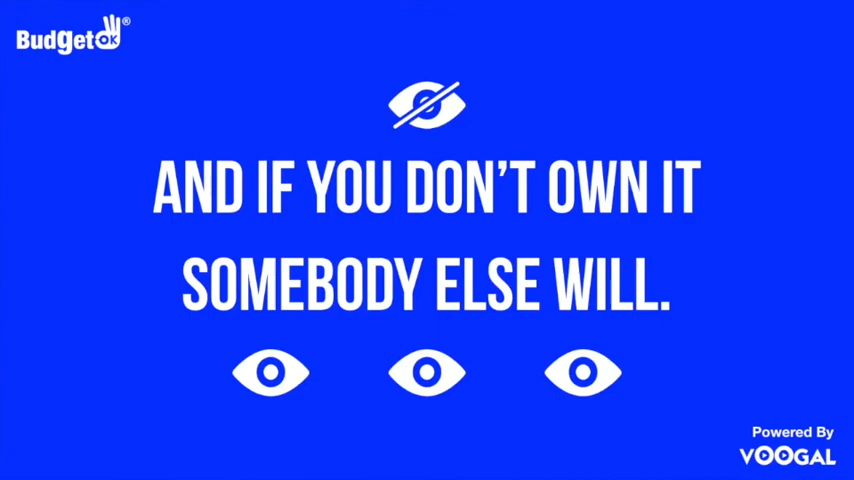 BudgetOK®
AND IF YOU DON'T OWN IT
SOMEBODY ELSE WILL.
Powered By
VOOGAL